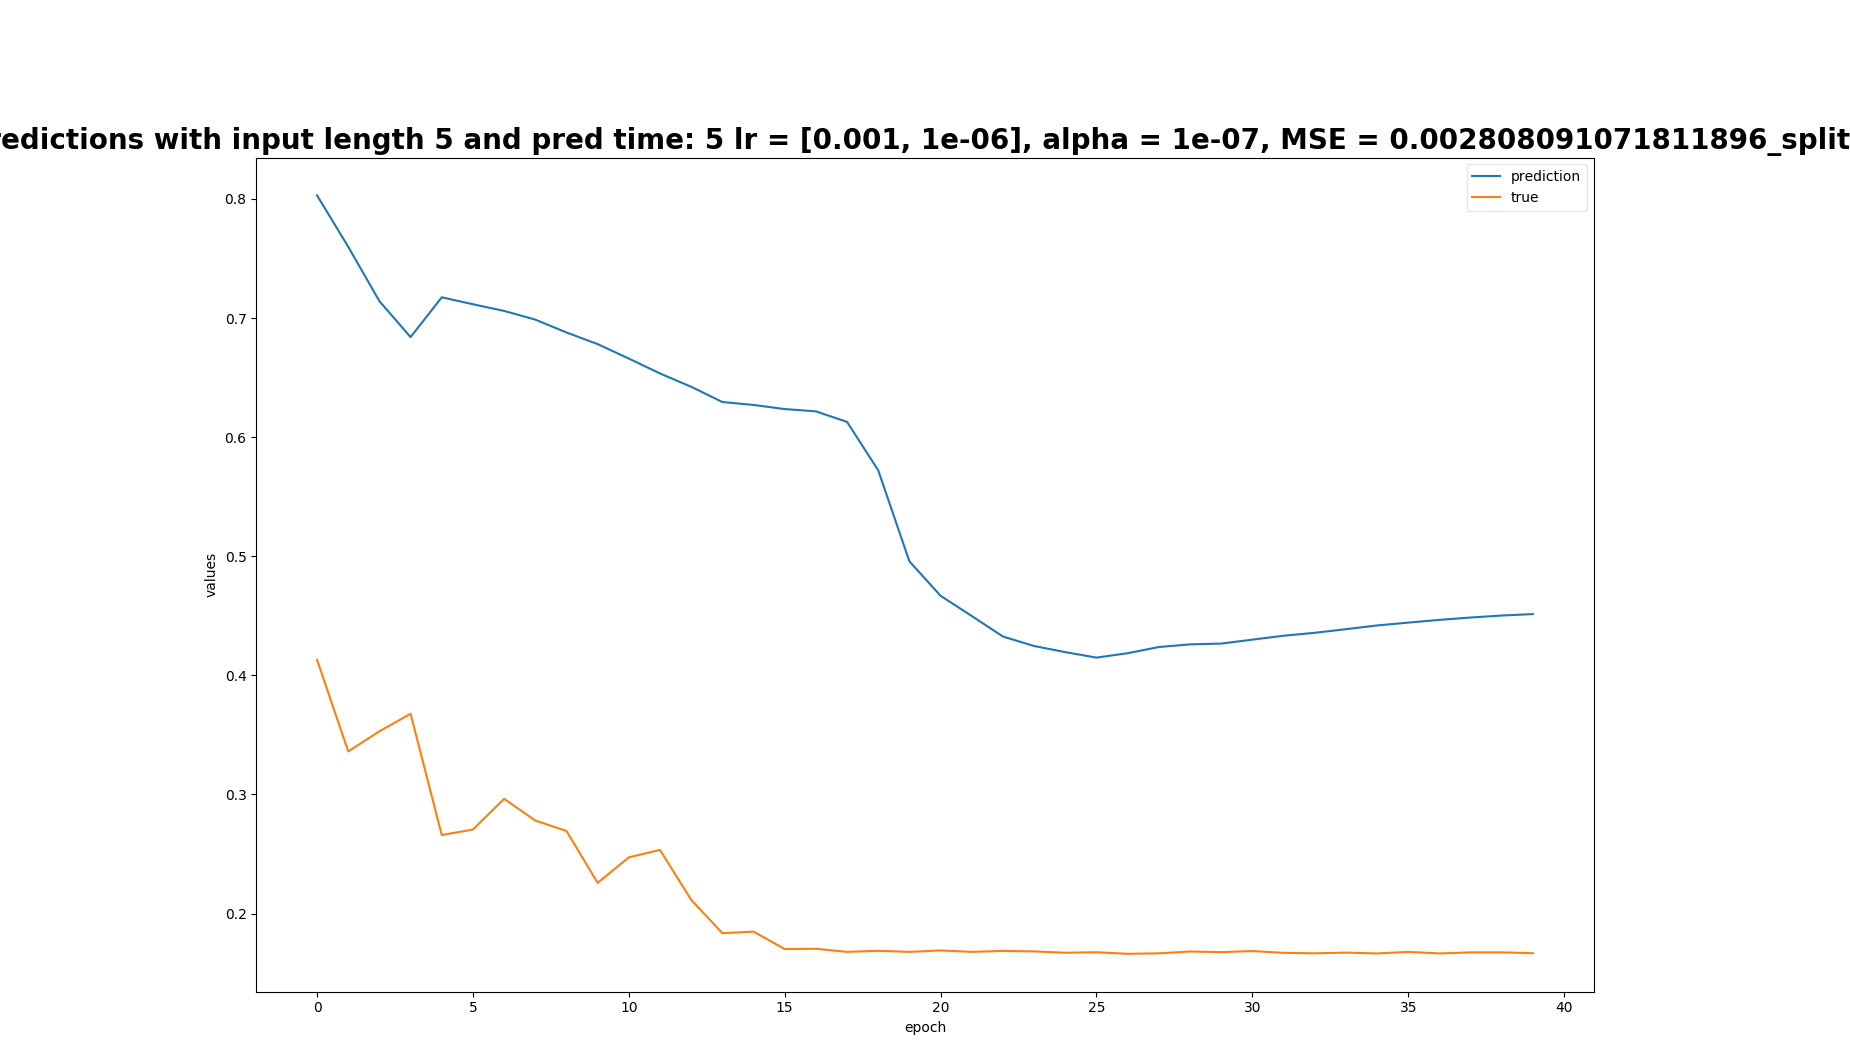 redictions with input length 5 and pred time: 5 lr = [0.001, 1e-06], alpha = 1e-07, MSE = 0.002808091071811896_split
prediction
true
0.8
0.7
0.6
0.5
0.4
0.3
0.2
values
0 5 10 15 20 25 30 35 40
epoch